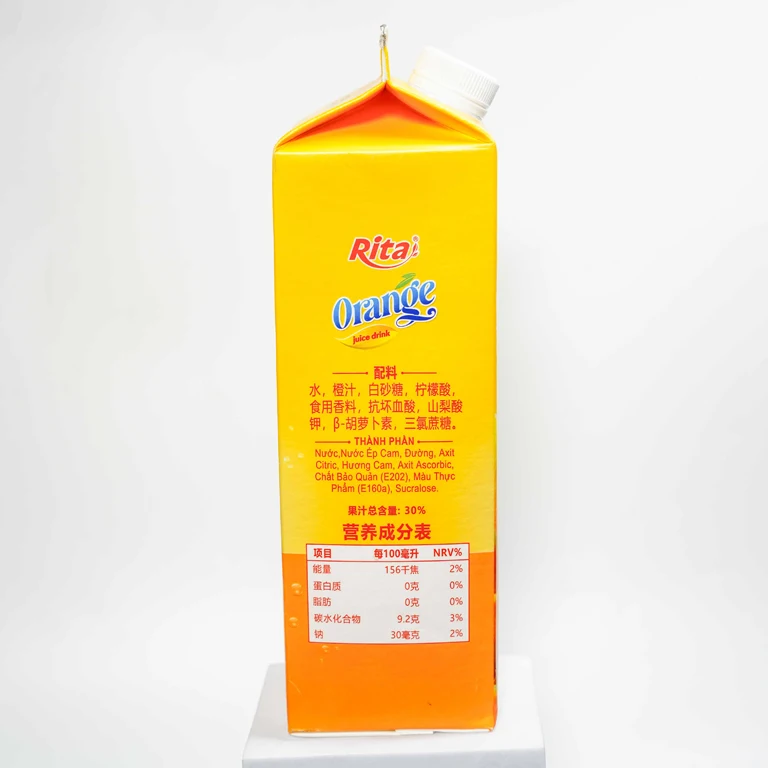 Rita
Orange
juice drink
配料
水，橙汁，白砂糖，柠檬酸，
食用香料，抗坏血酸，山梨酸
钾，β-胡萝卜素，三氯蔗糖。
THÀNH PHẦN
Nước,Nước Ép Cam, Đường, Axit
Citric, Hương Cam, Axit Ascorbic,
Chất Bảo Quản (E202), Màu Thực
Phẩm (E160a), Sucralose.
果汁总含量: 30%
营养成分表
项目 每100毫升 NRV%
能量 156千焦 2%
蛋白质 0克 0%
脂肪 0克 0%
碳水化合物 9.2克 3%
钠 30毫克 2%